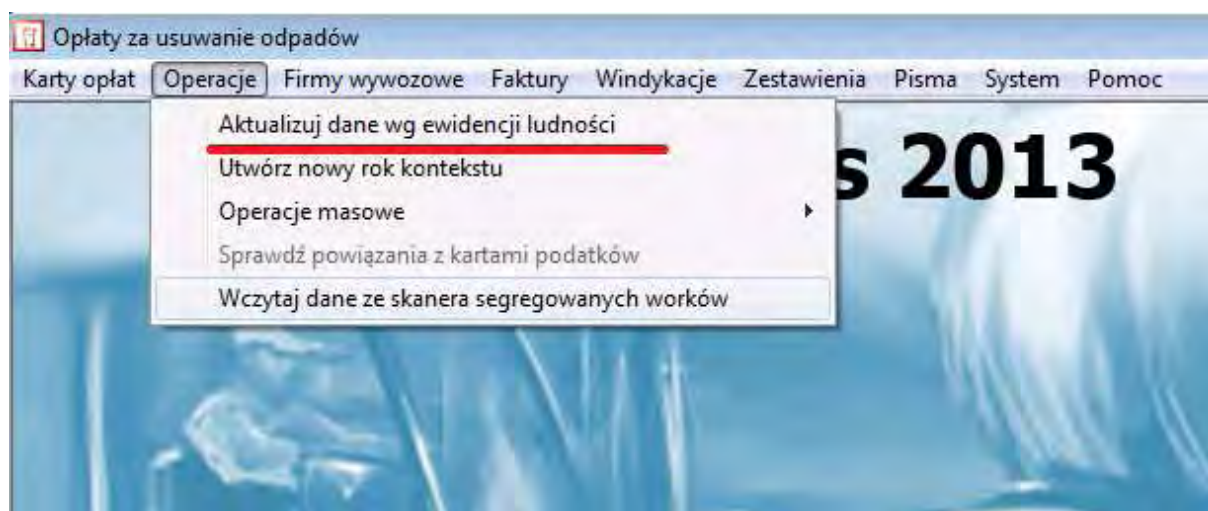 Opłaty za usuwanie odpadów
Karty opłat Operacje Firmy wywozowe Faktury Windykacje Zestawienia Pisma System Pomoc
Aktualizuj dane wg ewidencji ludności
s 2013
Utwórz nowy rok kontekstu
Operacje masowe
Sprawdź powiązania z kartami podatków
Wczytaj dane ze skanera segregowanych worków